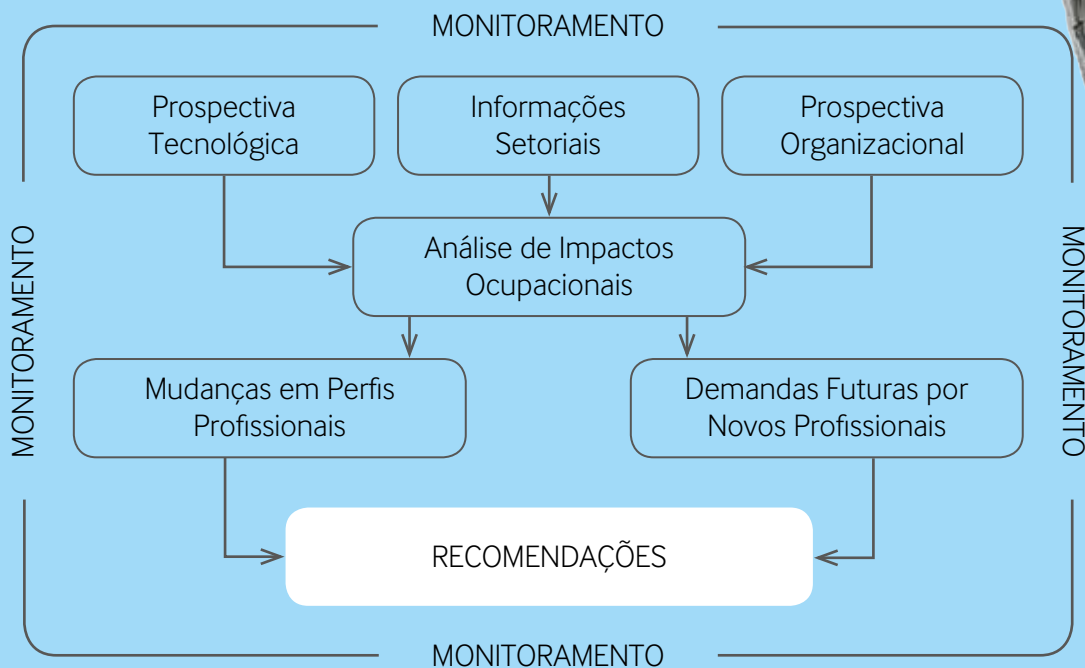 MONITORAMENTO
Prospectiva
Tecnológica
Informações
Setoriais
Prospectiva
Organizacional
MONITORAMENTO
Análise de Impactos
Ocupacionais
MONITORAMENTO
Mudanças em Perfis
Profissionais
Demandas Futuras por
Novos Profissionais
RECOMENDAÇÕES
MONITORAMENTO